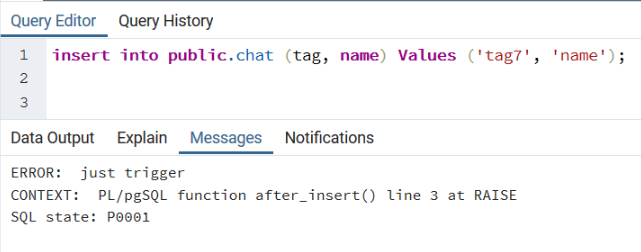 Query Editor Query History
1 insert into public.chat (tag, name) Values ('tag7', 'name');
2
3
Data Output Explain Messages Notifications
ERROR:  just trigger
CONTEXT:  PL/pgSQL function after_insert() line 3 at RAISE
SQL state: P0001